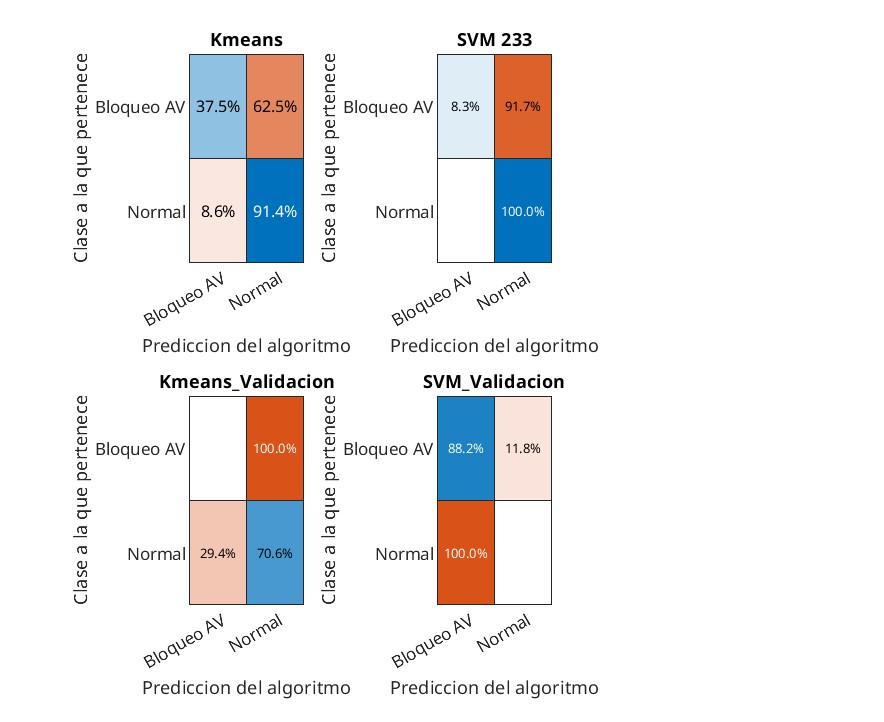 Kmeans
Clase a la que pertenece
Bloqueo AV
37.5%
62.5%
Normal
8.6%
91.4%
Bloqueo AV
Normal
Prediccion del algoritmo
SVM 233
Clase a la que pertenece
Bloqueo AV
8.3%
91.7%
Normal
100.0%
Bloqueo AV
Normal
Prediccion del algoritmo
Kmeans_Validacion
Clase a la que pertenece
Bloqueo AV
100.0%
Normal
29.4%
70.6%
Bloqueo AV
Normal
Prediccion del algoritmo
SVM_Validacion
Clase a la que pertenece
Bloqueo AV
88.2%
11.8%
Normal
100.0%
Bloqueo AV
Normal
Prediccion del algoritmo